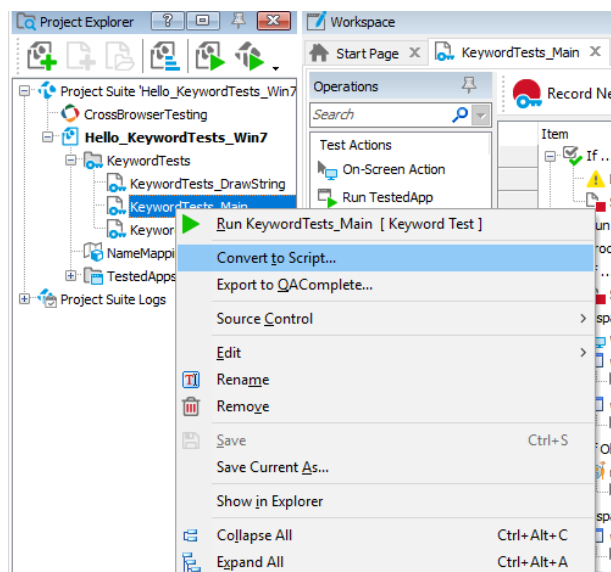 Project Explorer
Workspace
Start Page
KeywordTests_Main
Project Suite 'Hello_KeywordTests_Win7
CrossBrowserTesting
Hello_KeywordTests_Win7
KeywordTests
KeywordTests_DrawString
KeywordTests_Main
Keywor
NameMappi
TestedApps
Project Suite Logs
Operations
Search
Test Actions
On-Screen Action
Run TestedApp
Record Ne
Item
If ...
Run KeywordTests_Main [ Keyword Test ]
Convert to Script...
Export to QAComplete...
Source Control
Edit
Rename
Remove
Save Ctrl+S
Save Current As...
Show in Explorer
Collapse All Ctrl+Alt+C
Expand All Ctrl+Alt+A